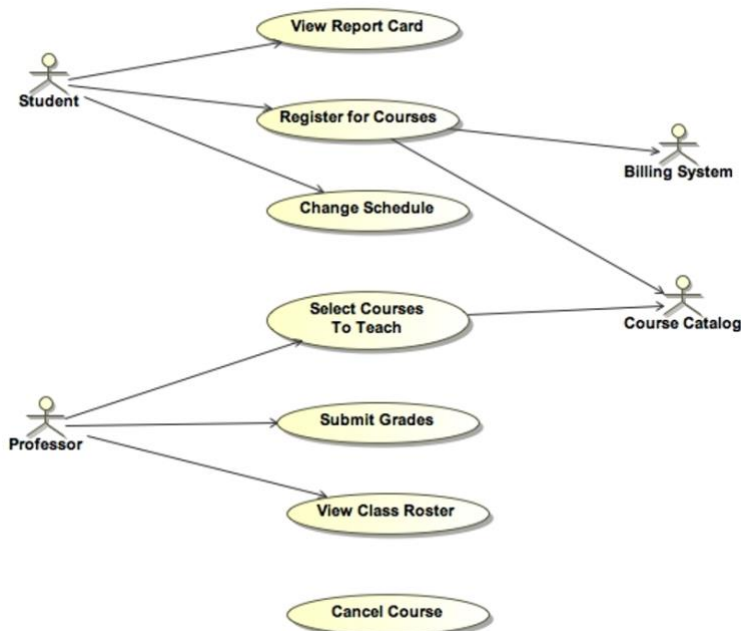 View Report Card
Student
Register for Courses
Billing System
Change Schedule
Select Courses
To Teach
Course Catalog
Professor
Submit Grades
View Class Roster
Cancel Course